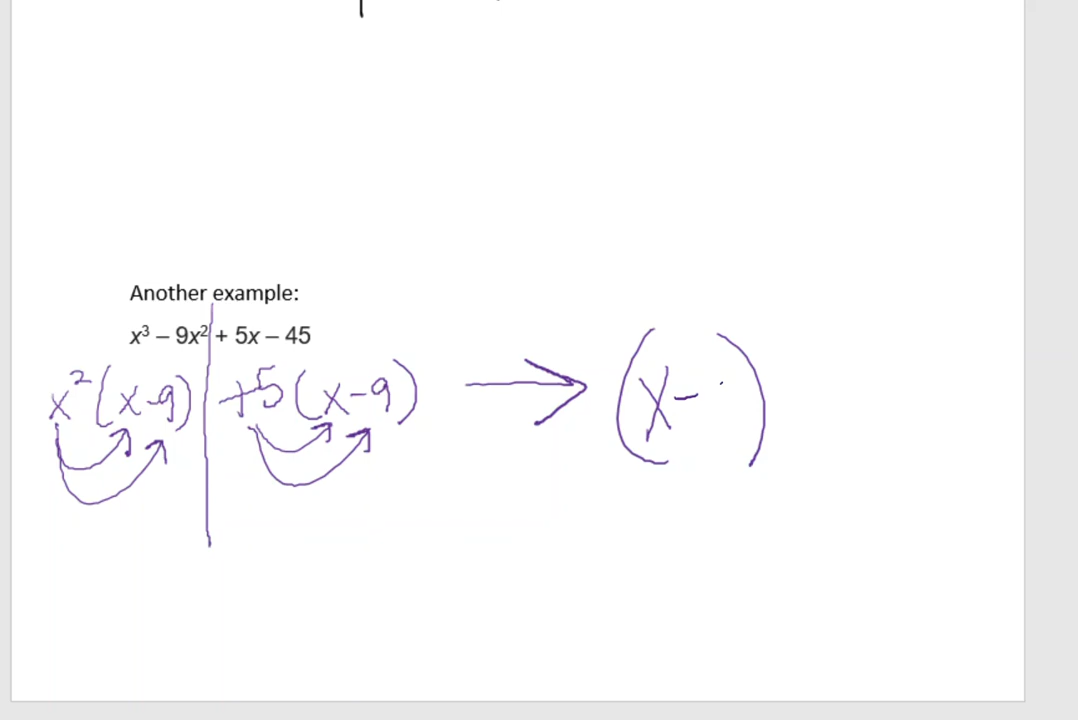 Another example:
x³ – 9x² + 5x – 45
x²(x-9) +5(x-9) → (x- )